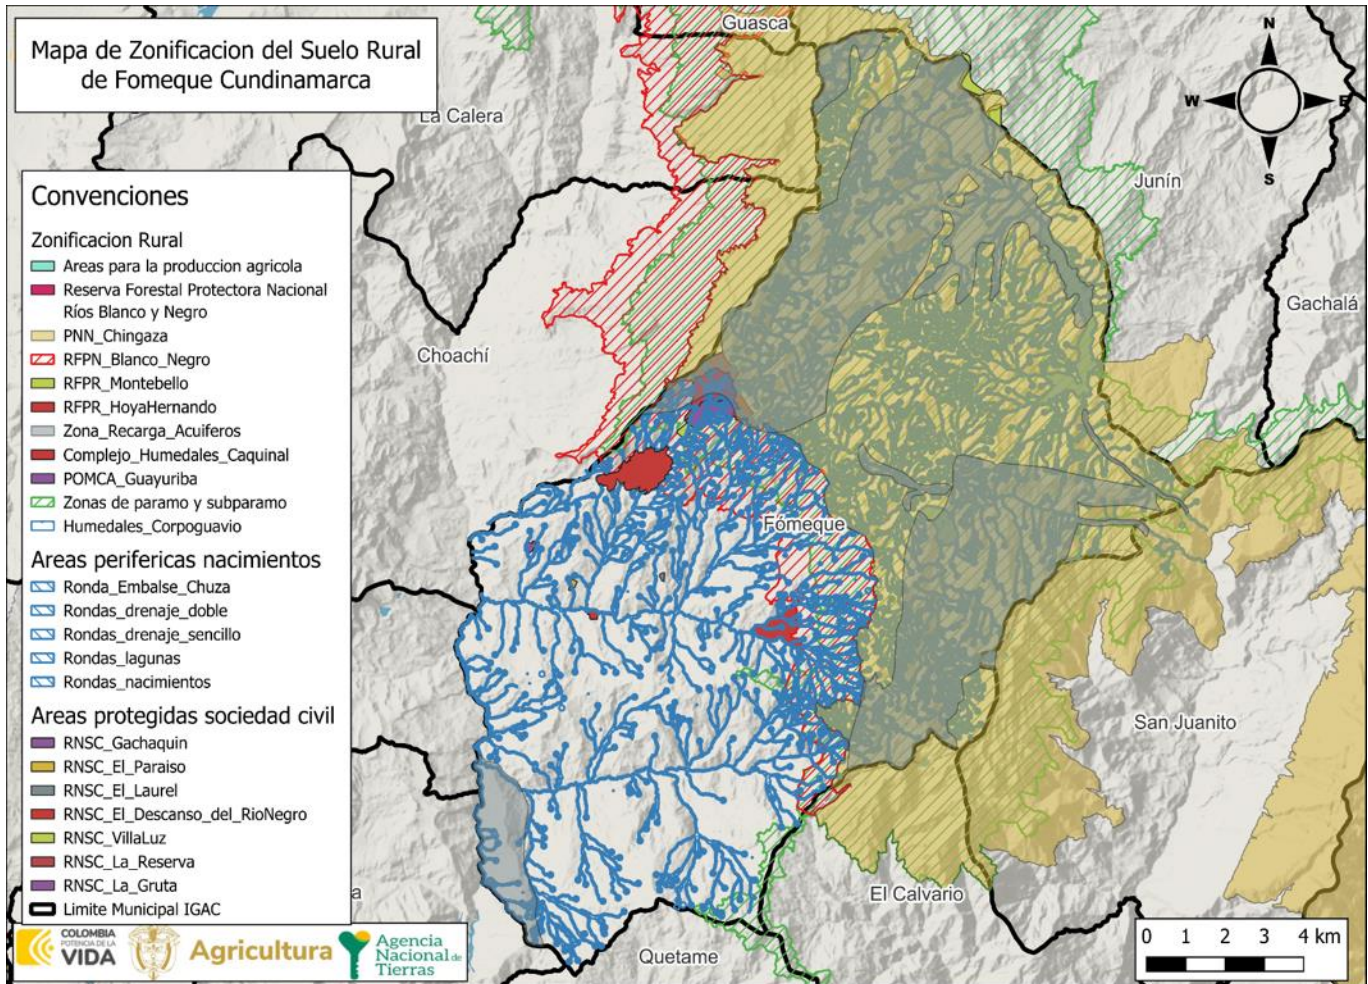 Mapa de Zonificacion del Suelo Rural
de Fomeque Cundinamarca
Guasca
N
W
E
S
La Calera
Junín
Gachalá
Choachí
Fómeque
San Juanito
El Calvario
Quetame
a
Convenciones
Zonificacion Rural
Areas para la produccion agricola
Reserva Forestal Protectora Nacional
Ríos Blanco y Negro
PNN_Chingaza
RFPN_Blanco_Negro
RFPR_Montebello
RFPR_HoyaHernando
Zona_Recarga_Acuiferos
Complejo_Humedales_Caquinal
POMCA_Guayuriba
Zonas de paramo y subparamo
Humedales_Corpoguavio
Areas perifericas nacimientos
Ronda_Embalse_Chuza
Rondas_drenaje_doble
Rondas_drenaje_sencillo
Rondas_lagunas
Rondas_nacimientos
Areas protegidas sociedad civil
RNSC_Gachaquin
RNSC_El_Paraiso
RNSC_El_Laurel
RNSC_El_Descanso_del_RioNegro
RNSC_VillaLuz
RNSC_La_Reserva
RNSC_La_Gruta
Limite Municipal IGAC
COLOMBIA
POTENCIA DE LA
VIDA
Agricultura
Agencia
Nacional de
Tierras
0 1 2 3 4 km